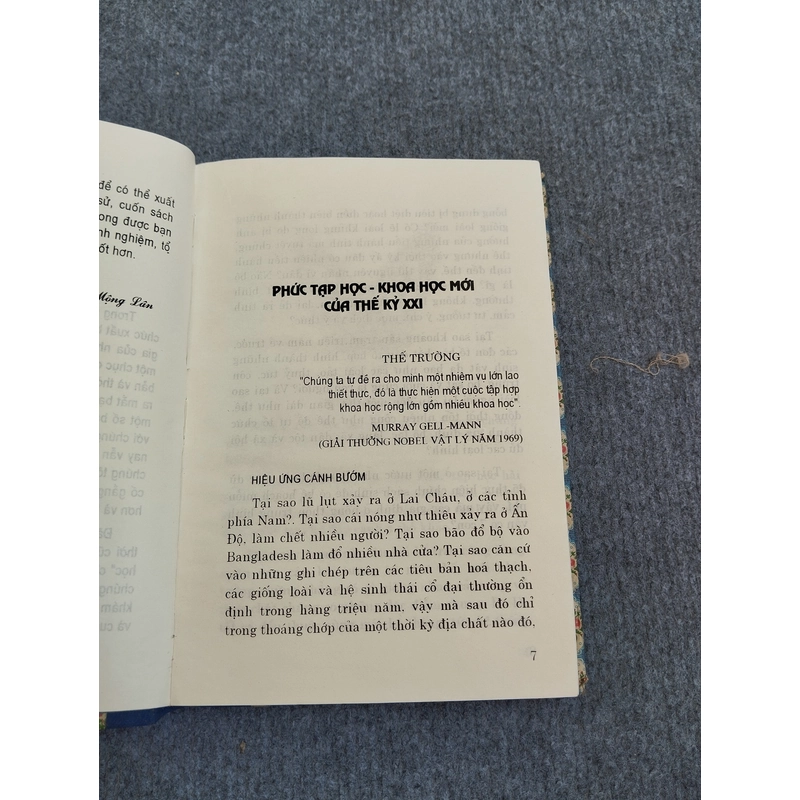 để có thể xuất
sử, cuốn sách
ong được bạn
nh nghiệm, tổ
ốt hơn.
Mộng Lân
PHỨC TẠP HỌC - KHOA HỌC MỚI
CỦA THẾ KỶ XXI
THẾ TRƯỜNG
"Chúng ta tự đề ra cho mình một nhiệm vụ lớn lao
thiết thực, đó là thực hiện một cuộc tập hợp
khoa học rộng lớn gồm nhiều khoa học".
MURRAY GELL-MANN
(GIẢI THƯỞNG NOBEL VẬT LÝ NĂM 1969)
HIỆU ỨNG CÁNH BƯỚM
Tại sao lũ lụt xảy ra ở Lai Châu, ở các tỉnh
phía Nam?. Tại sao cái nóng như thiêu xảy ra ở Ấn
Độ, làm chết nhiều người? Tại sao bão đổ bộ vào
Bangladesh làm đổ nhiều nhà cửa? Tại sao căn cứ
vào những ghi chép trên các tiêu bản hoá thạch,
các giống loài và hệ sinh thái cổ đại thường ổn
định trong hàng triệu năm, vậy mà sau đó chỉ
trong thoáng chớp của một thời kỳ địa chất nào đó,
7